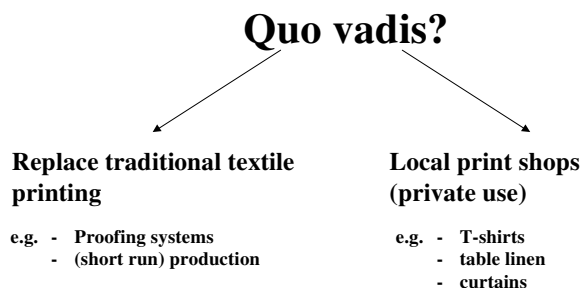 Quo vadis?
Replace traditional textile
printing
e.g. - Proofing systems
- (short run) production
Local print shops
(private use)
e.g. - T-shirts
- table linen
- curtains